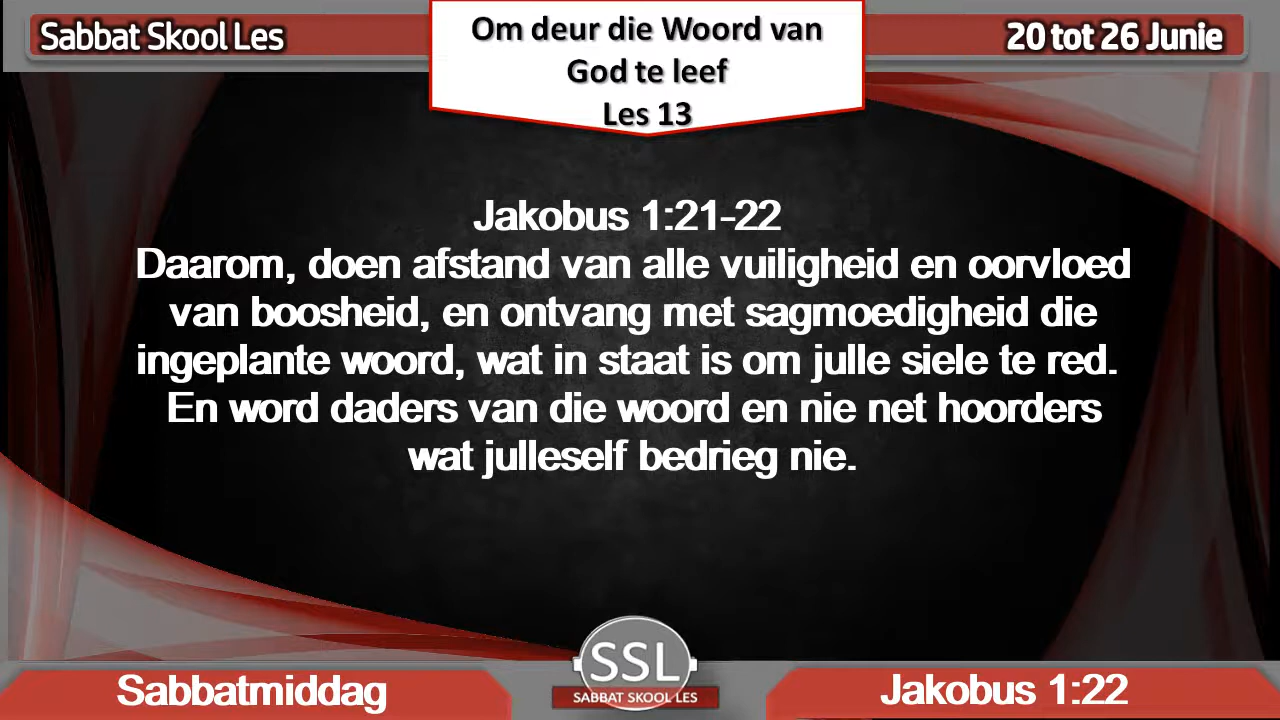 Sabbat Skool Les
Om deur die Woord van
God te leef
Les 13
20 tot 26 Junie
Jakobus 1:21-22
Daarom, doen afstand van alle vuiligheid en oorvloed
van boosheid, en ontvang met sagmoedigheid die
ingeplante woord, wat in staat is om julle siele te red.
En word daders van die woord en nie net hoorders
wat julleself bedrieg nie.
Sabbatmiddag
SSL
SABBAT SKOOL LES
Jakobus 1:22